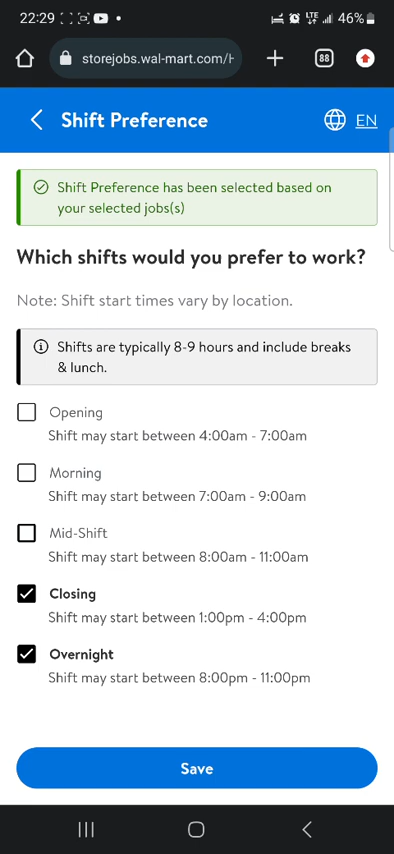 22:29
LTE
46%
storejobs.wal-mart.com/H
88
Shift Preference
EN
Shift Preference has been selected based on
your selected jobs(s)
Which shifts would you prefer to work?
Note: Shift start times vary by location.
Shifts are typically 8-9 hours and include breaks
& lunch.
Opening
Shift may start between 4:00am - 7:00am
Morning
Shift may start between 7:00am - 9:00am
Mid-Shift
Shift may start between 8:00am - 11:00am
Closing
Shift may start between 1:00pm - 4:00pm
Overnight
Shift may start between 8:00pm - 11:00pm
Save